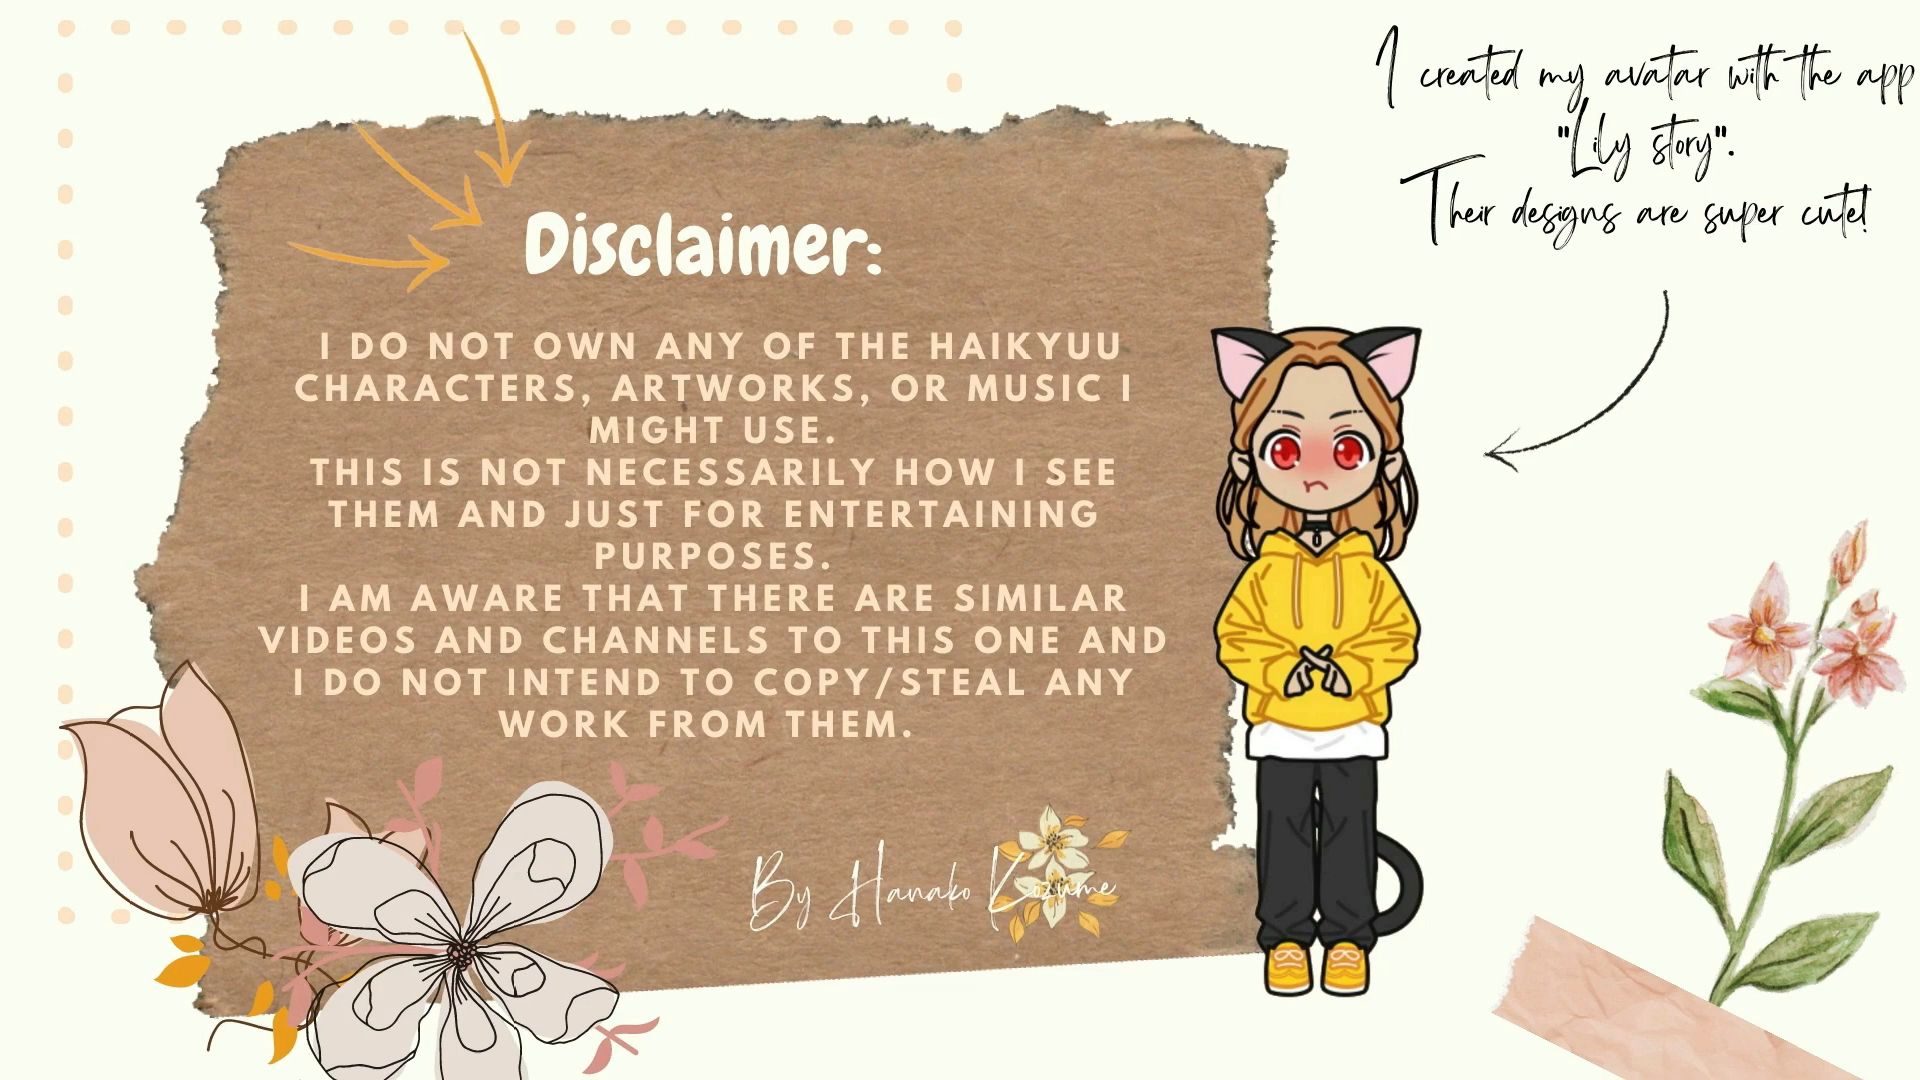 I created my avatar with the app
"Lily story".
Their designs are super cute!
Disclaimer:
I DO NOT OWN ANY OF THE HAIKYUU
CHARACTERS, ARTWORKS, OR MUSIC I
MIGHT USE.
THIS IS NOT NECESSARILY HOW I SEE
THEM AND JUST FOR ENTERTAINING
PURPOSES.
I AM AWARE THAT THERE ARE SIMILAR
VIDEOS AND CHANNELS TO THIS ONE AND
I DO NOT INTEND TO COPY/STEAL ANY
WORK FROM THEM.
By Hanako Kozume